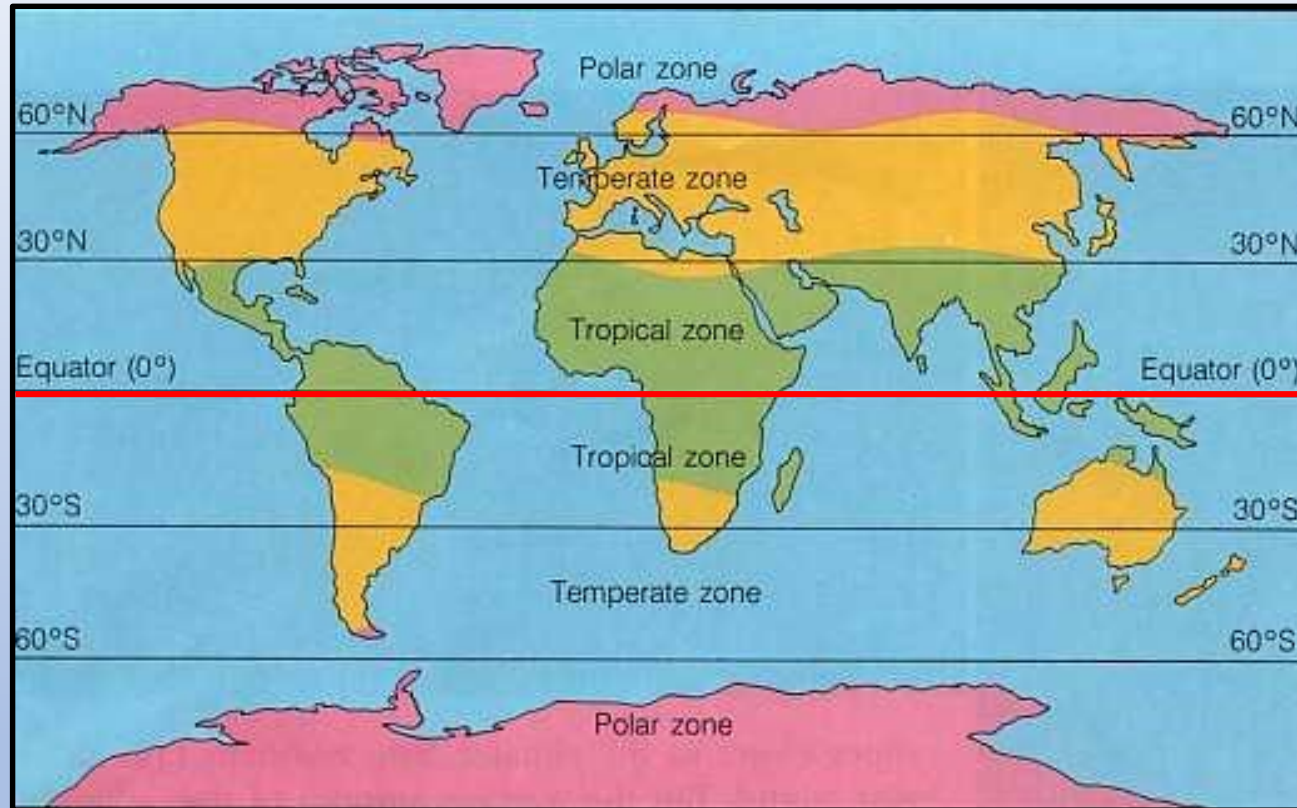 Polar zone
60°N 60°N
Temperate zone
30°N 30°N
Tropical zone
Equator (0°) Equator (0°)
Tropical zone
30°S 30°S
Temperate zone
60°S 60°S
Polar zone